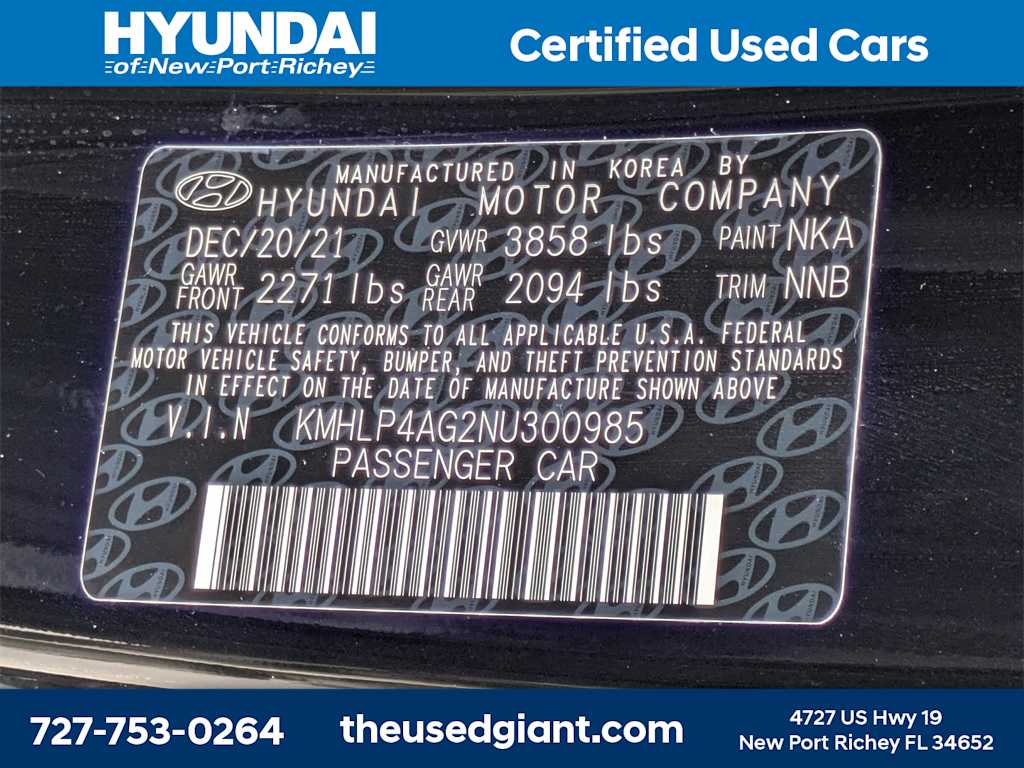 HYUNDAI
of New Port Richey
Certified Used Cars
MANUFACTURED IN KOREA BY
HYUNDAI MOTOR COMPANY
DEC/20/21 GVWR 3858 lbs PAINT NKA
GAWR FRONT 2271 lbs GAWR REAR 2094 lbs TRIM NNB
THIS VEHICLE CONFORMS TO ALL APPLICABLE U.S.A. FEDERAL
MOTOR VEHICLE SAFETY, BUMPER, AND THEFT PREVENTION STANDARDS
IN EFFECT ON THE DATE OF MANUFACTURE SHOWN ABOVE
V.I.N KMHLP4AG2NU300985
PASSENGER CAR
727-753-0264
theusedgiant.com
4727 US Hwy 19
New Port Richey FL 34652